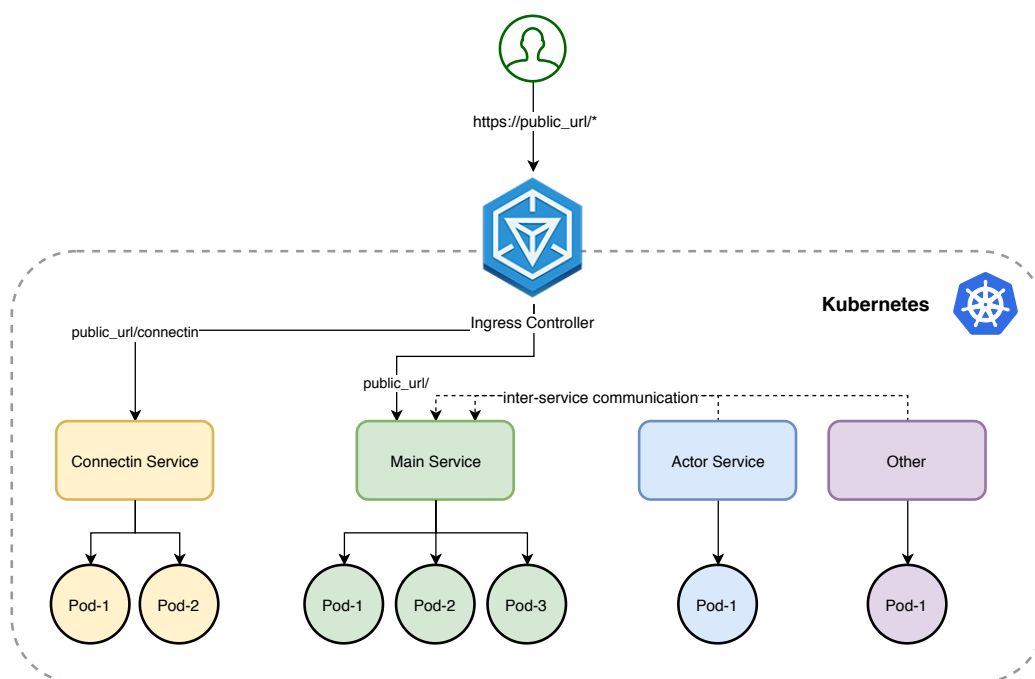 https://public_url/*
Kubernetes
Ingress Controller
public_url/connectin
public_url/
inter-service communication
Connectin Service
Main Service
Actor Service
Other
Pod-1
Pod-2
Pod-1
Pod-2
Pod-3
Pod-1
Pod-1